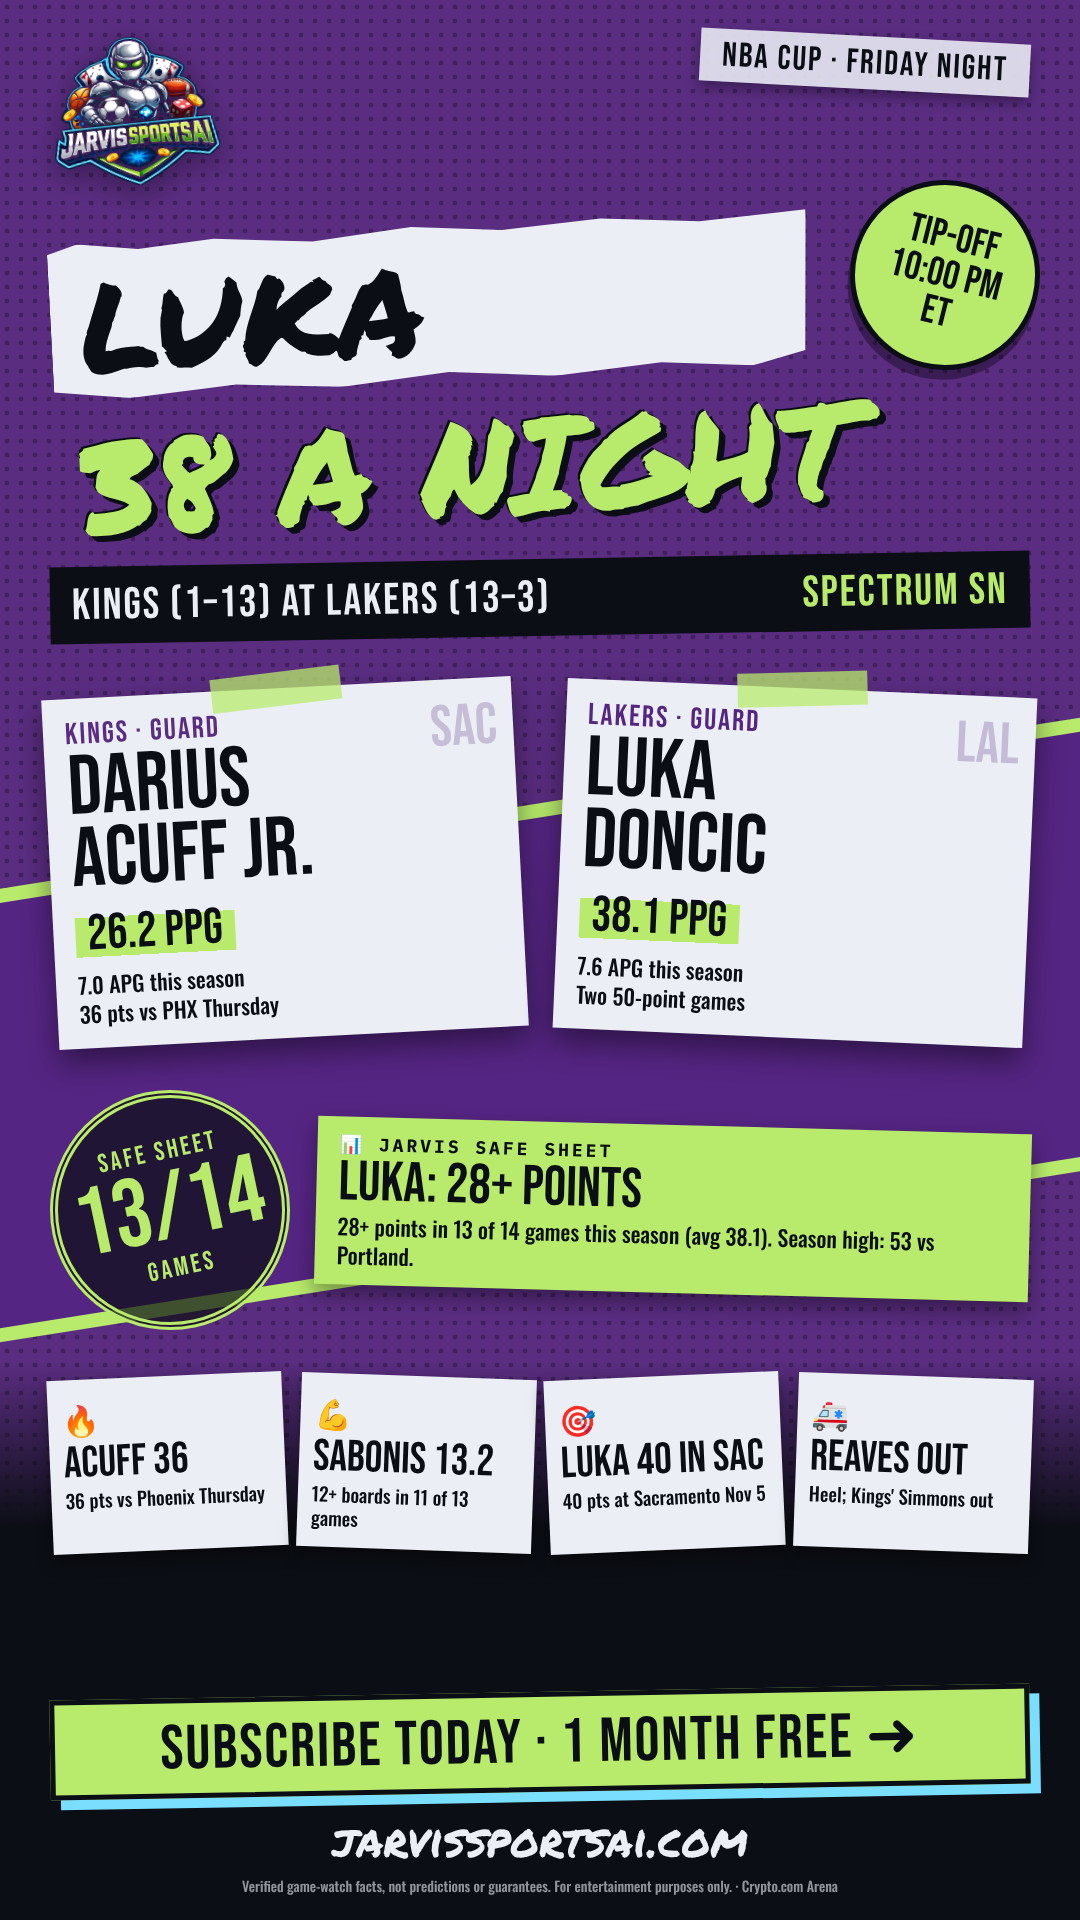 JARVISSPORTSAI
NBA CUP · FRIDAY NIGHT
TIP-OFF
10:00 PM
ET
LUKA
38 A NIGHT
KINGS (1-13) AT LAKERS (13-3)
SPECTRUM SN
KINGS · GUARD
SAC
DARIUS
ACUFF JR.
26.2 PPG
7.0 APG this season
36 pts vs PHX Thursday
LAKERS · GUARD
LAL
LUKA
DONCIC
38.1 PPG
7.6 APG this season
Two 50-point games
SAFE SHEET
13/14
GAMES
📊 JARVIS SAFE SHEET
LUKA: 28+ POINTS
28+ points in 13 of 14 games this season (avg 38.1). Season high: 53 vs
Portland.
🔥
ACUFF 36
36 pts vs Phoenix Thursday
💪
SABONIS 13.2
12+ boards in 11 of 13
games
🎯
LUKA 40 IN SAC
40 pts at Sacramento Nov 5
🚑
REAVES OUT
Heel; Kings' Simmons out
SUBSCRIBE TODAY · 1 MONTH FREE →
JARVISSPORTSAI.COM
Verified game-watch facts, not predictions or guarantees. For entertainment purposes only. · Crypto.com Arena